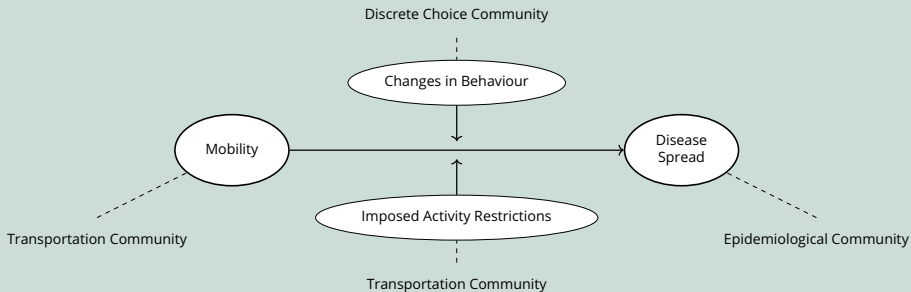 Discrete Choice Community
Changes in Behaviour
Mobility
Disease
Spread
Imposed Activity Restrictions
Transportation Community
Epidemiological Community
Transportation Community